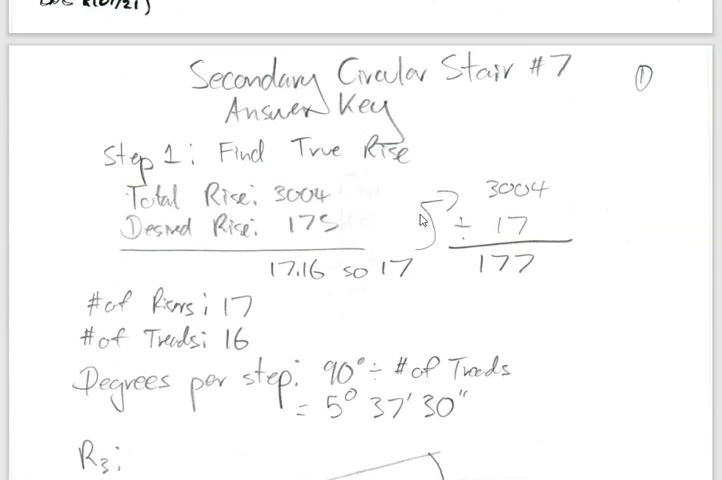 Secondary Circular Stair #7
①
Answer Key
Step 1: Find True Rise
Total Rise: 3004
Desired Rise: 175
17.16 so 17
3004
÷ 17
177
# of Risers: 17
# of Treads: 16
Degrees per step: 90° ÷ # of Treads
= 5° 37' 30"
R3: